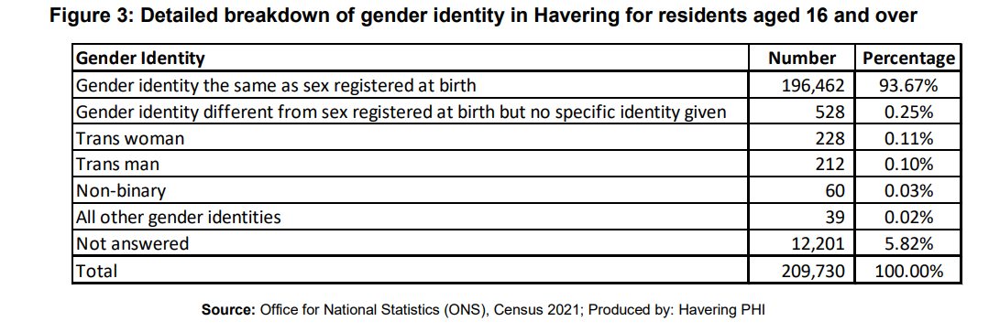 Figure 3: Detailed breakdown of gender identity in Havering for residents aged 16 and over
Gender Identity Number Percentage
Gender identity the same as sex registered at birth 196,462 93.67%
Gender identity different from sex registered at birth but no specific identity given 528 0.25%
Trans woman 228 0.11%
Trans man 212 0.10%
Non-binary 60 0.03%
All other gender identities 39 0.02%
Not answered 12,201 5.82%
Total 209,730 100.00%
Source: Office for National Statistics (ONS), Census 2021; Produced by: Havering PHI